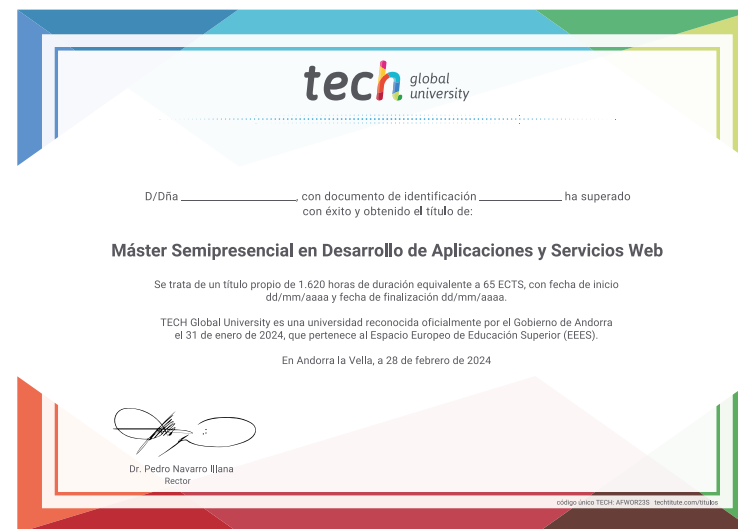 tech global university
D/Dña ____________, con documento de identificación ____________ ha superado
con éxito y obtenido el título de:
Máster Semipresencial en Desarrollo de Aplicaciones y Servicios Web
Se trata de un título propio de 1.620 horas de duración equivalente a 65 ECTS, con fecha de inicio
dd/mm/aaaa y fecha de finalización dd/mm/aaaa.
TECH Global University es una universidad reconocida oficialmente por el Gobierno de Andorra
el 31 de enero de 2024, que pertenece al Espacio Europeo de Educación Superior (EEES).
En Andorra la Vella, a 28 de febrero de 2024
Dr. Pedro Navarro Illana
Rector
código único TECH: AFWOR23S techtitute.com/titulos